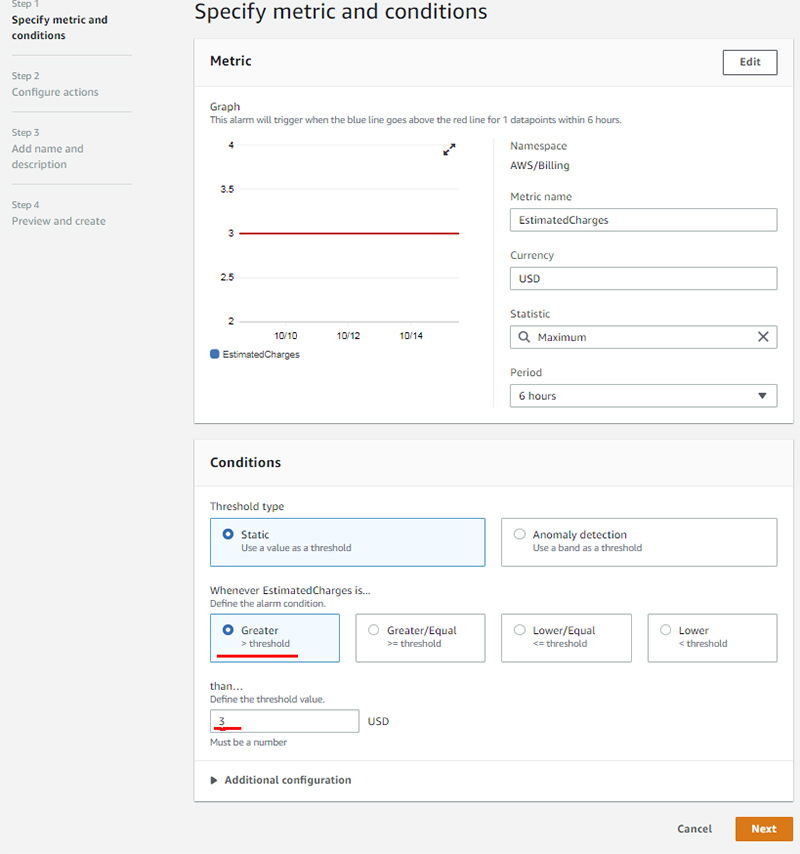 Step 1
Specify metric and
conditions
Step 2
Configure actions
Step 3
Add name and
description
Step 4
Preview and create
Specify metric and conditions
Metric
Edit
Graph
This alarm will trigger when the blue line goes above the red line for 1 datapoints within 6 hours.
4
3.5
3
2.5
2
10/10 10/12 10/14
EstimatedCharges
Namespace
AWS/Billing
Metric name
EstimatedCharges
Currency
USD
Statistic
Maximum
Period
6 hours
Conditions
Threshold type
Static
Use a value as a threshold
Anomaly detection
Use a band as a threshold
Whenever EstimatedCharges is...
Define the alarm condition.
Greater
> threshold
Greater/Equal
>= threshold
Lower/Equal
<= threshold
Lower
< threshold
than...
Define the threshold value.
3 USD
Must be a number
Additional configuration
Cancel Next